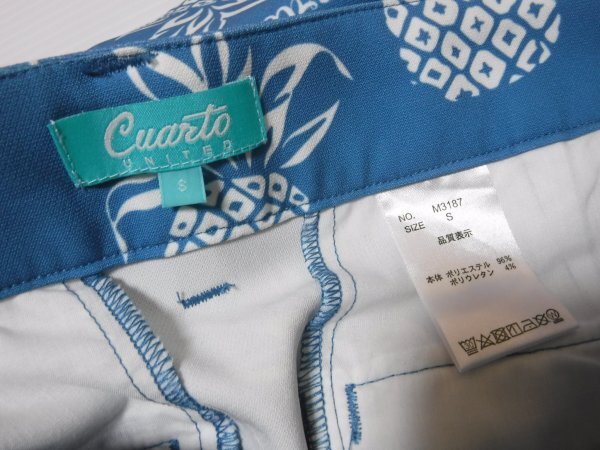 Cuarto
UNITED
S
NO. M3187
SIZE S
品質表示
本体 ポリエステル 96%
ポリウレタン 4%